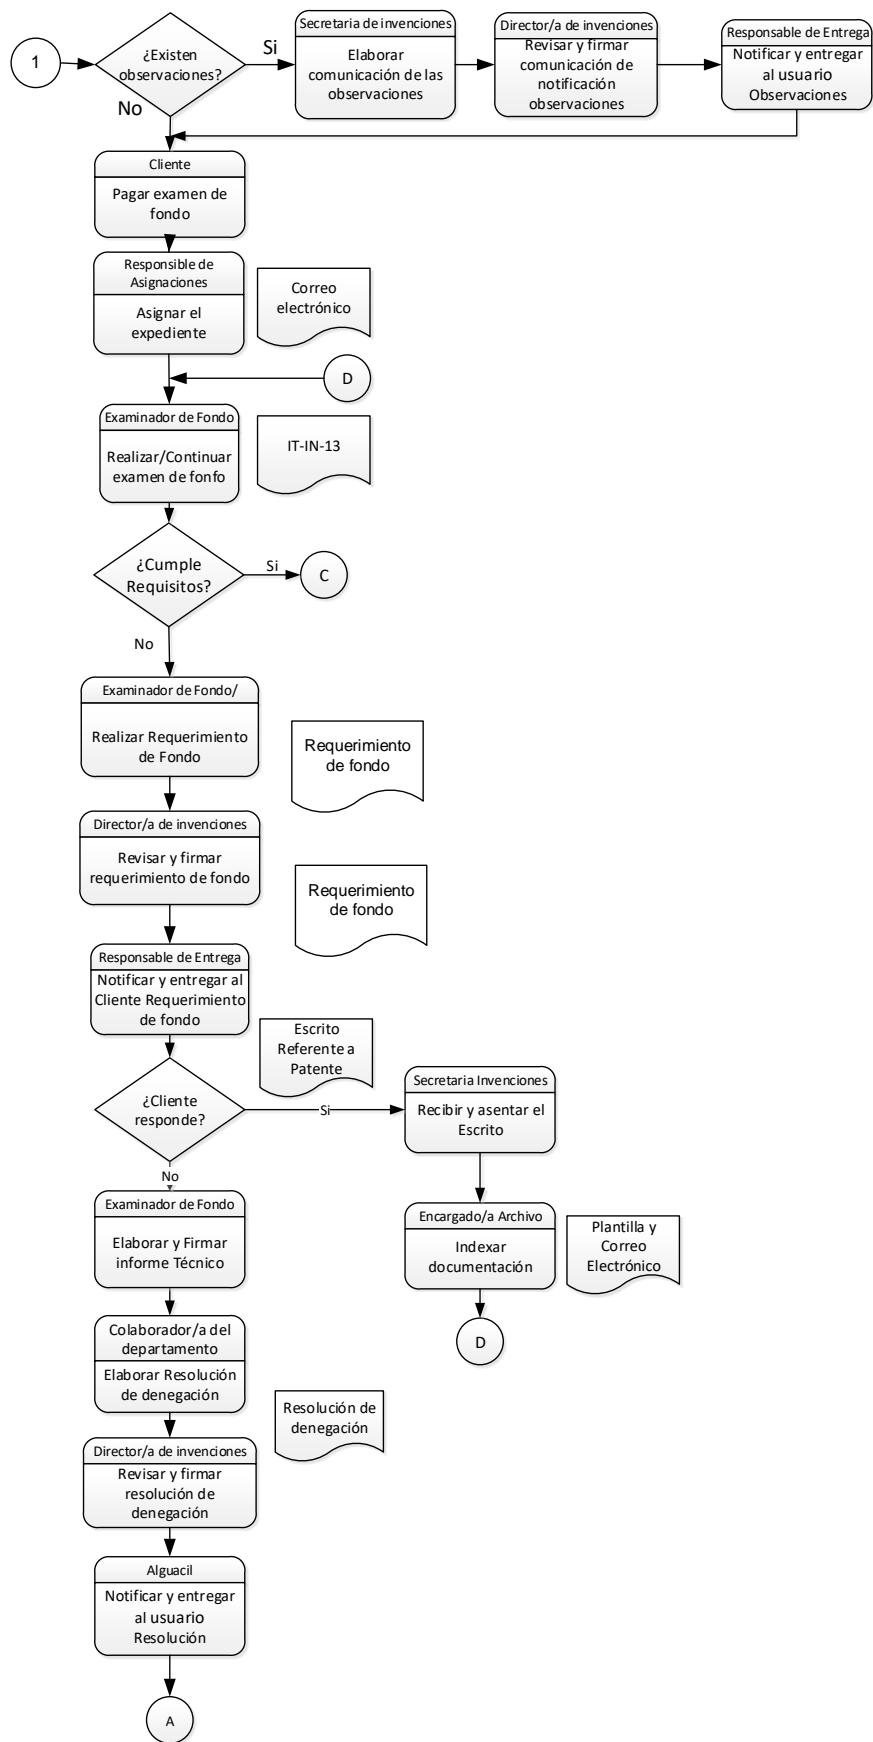 1
¿Existen
observaciones?
Si
No
Secretaria de invenciones
Elaborar
comunicación de las
observaciones
Director/a de invenciones
Revisar y firmar
comunicación de
notificación
observaciones
Responsable de Entrega
Notificar y entregar
al usuario
Observaciones
Cliente
Pagar examen de
fondo
Responsible de
Asignaciones
Asignar el
expediente
Correo
electrónico
D
Examinador de Fondo
Realizar/Continuar
examen de fonfo
IT-IN-13
¿Cumple
Requisitos?
Si
C
No
Examinador de Fondo/
Realizar Requerimiento
de Fondo
Requerimiento
de fondo
Director/a de invenciones
Revisar y firmar
requerimiento de fondo
Requerimiento
de fondo
Responsable de Entrega
Notificar y entregar al
Cliente Requerimiento
de fondo
Escrito
Referente a
Patente
¿Cliente
responde?
Si
No
Secretaria Invenciones
Recibir y asentar el
Escrito
Encargado/a Archivo
Indexar
documentación
Plantilla y
Correo
Electrónico
D
Examinador de Fondo
Elaborar y Firmar
informe Técnico
Colaborador/a del
departamento
Elaborar Resolución
de denegación
Resolución de
denegación
Director/a de invenciones
Revisar y firmar
resolución de
denegación
Alguacil
Notificar y entregar
al usuario
Resolución
A